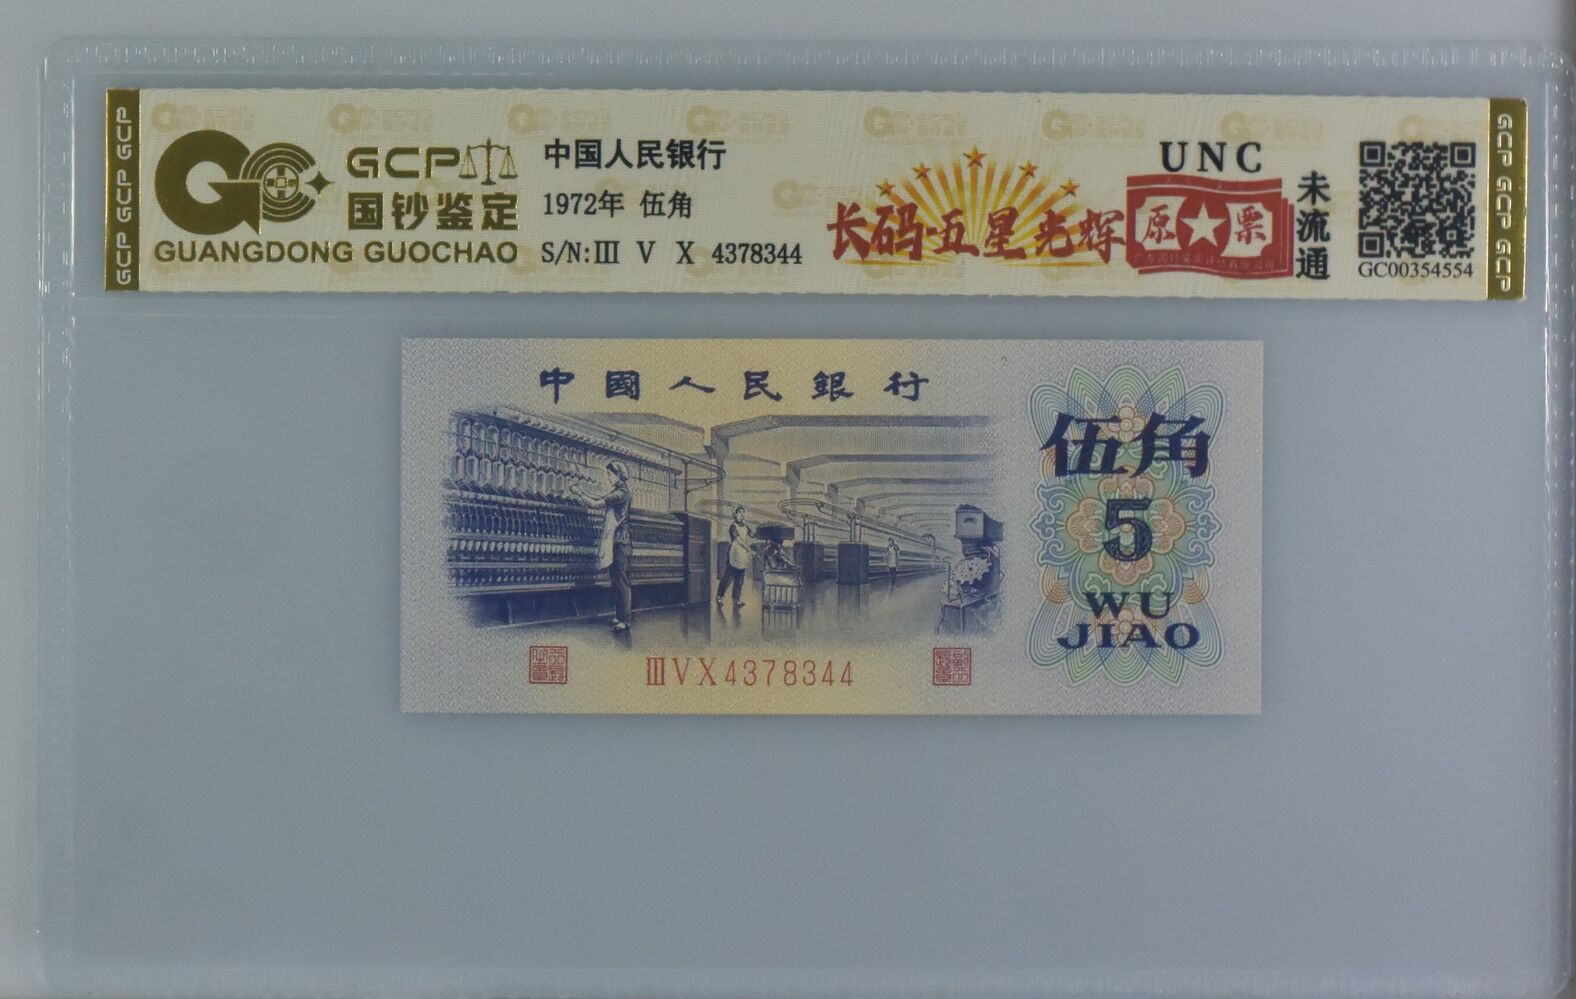 GCP GCP GCP
GCP
国钞鉴定
GUANGDONG GUOCHAO
中国人民银行
1972年 伍角
S/N:Ⅲ V X 4378344
长码·五星光辉
UNC
原★票
未流通
GC00354554
GCP GCP GCP
中國人民銀行
伍角
5
WU
JIAO
ⅢVX4378344